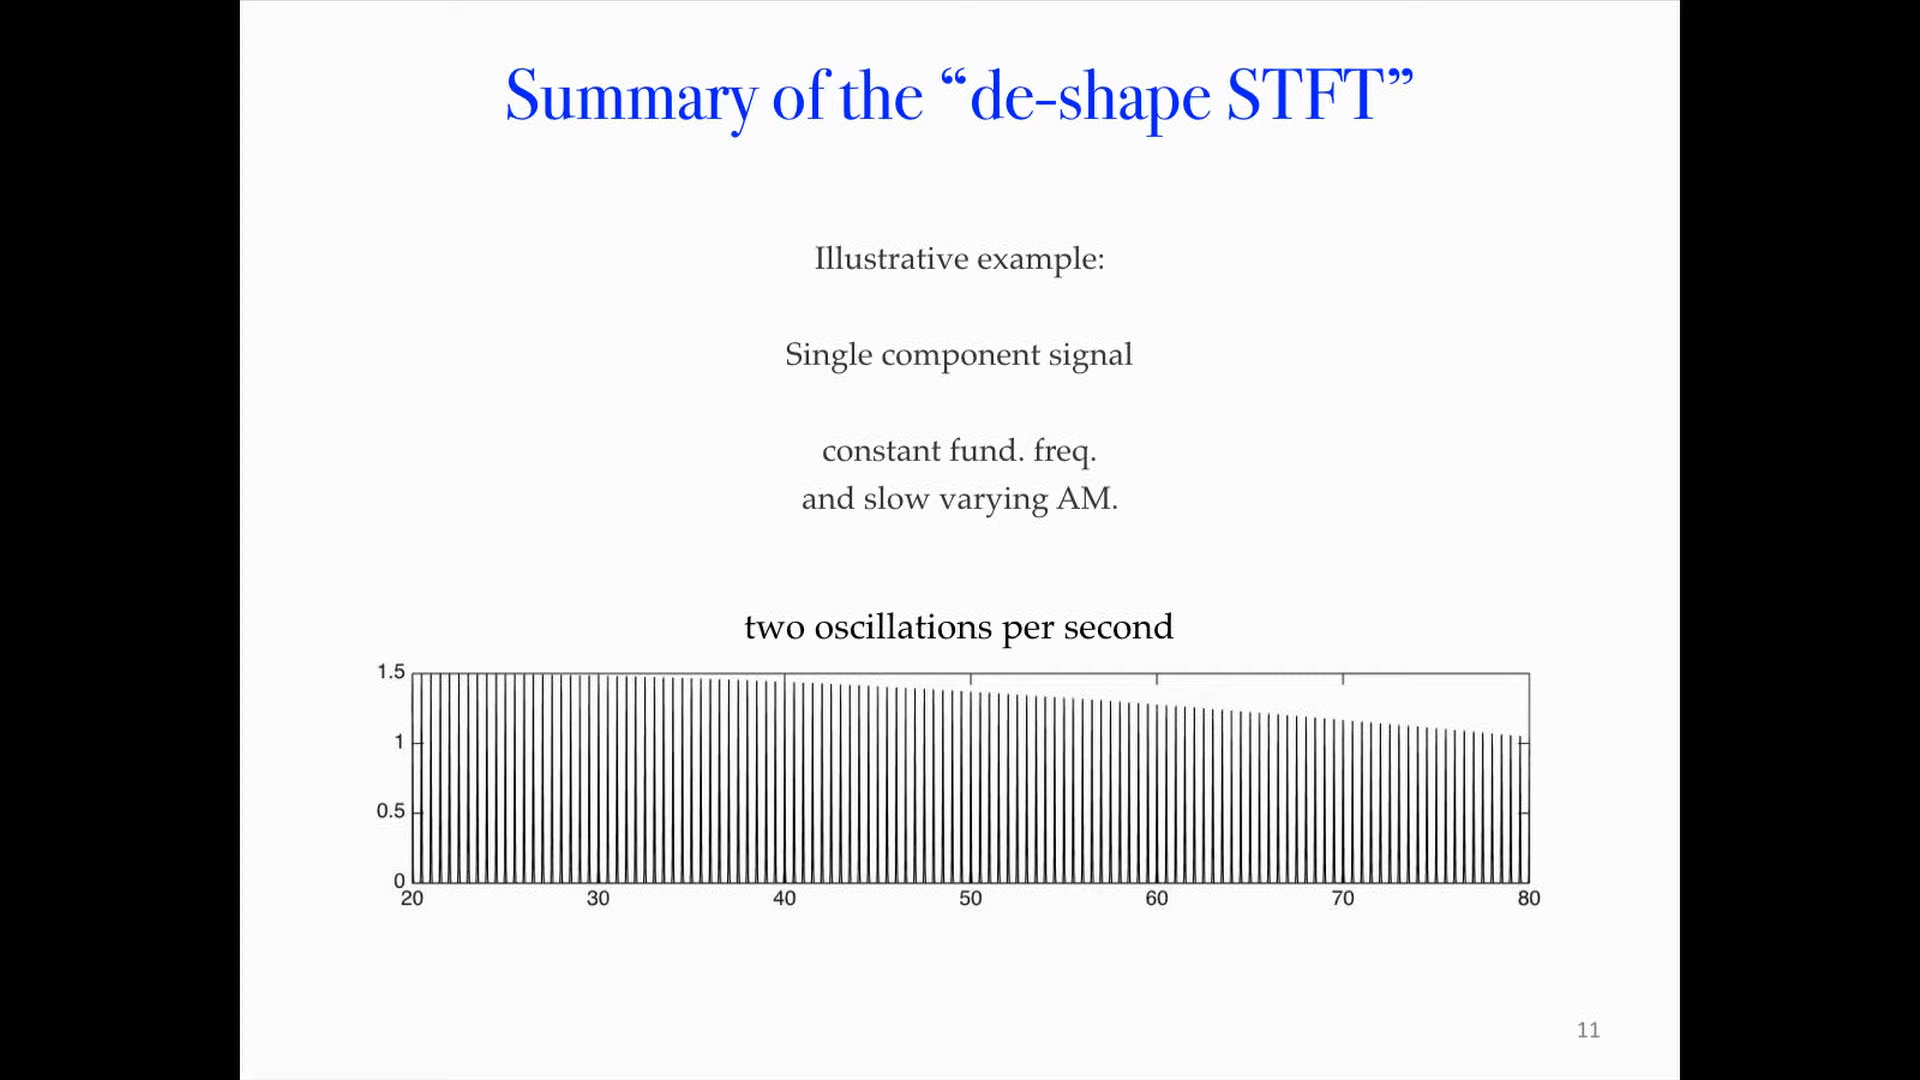 Summary of the “de-shape STFT”
Illustrative example:
Single component signal
constant fund. freq.
and slow varying AM.
two oscillations per second
1.5
1
0.5
0
20 30 40 50 60 70 80
11